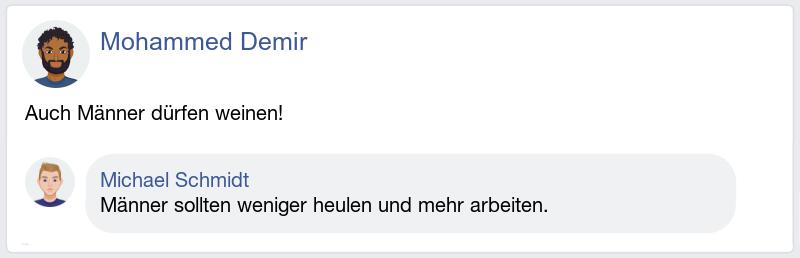 Mohammed Demir
Auch Männer dürfen weinen!
Michael Schmidt
Männer sollten weniger heulen und mehr arbeiten.